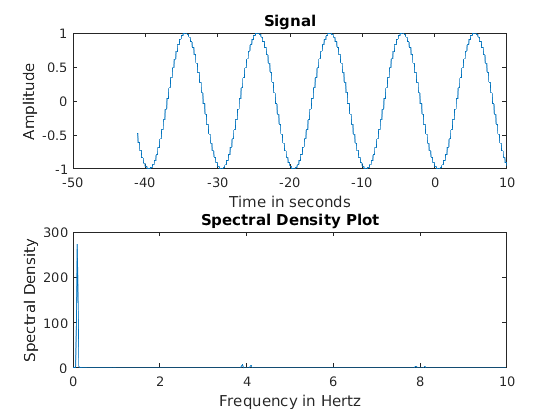 Signal
1
0.5
0
-0.5
-1
Amplitude
-50 -40 -30 -20 -10 0 10
Time in seconds
Spectral Density Plot
300
200
100
0
Spectral Density
0 2 4 6 8 10
Frequency in Hertz